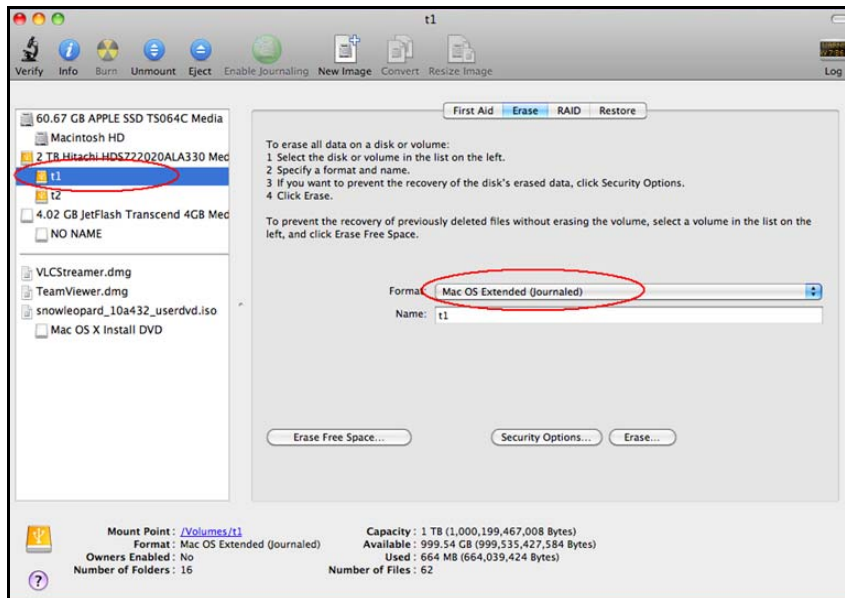 t1
Verify Info Burn Unmount Eject Enable Journaling New Image Convert Resize Image Log
60.67 GB APPLE SSD TS064C Media
Macintosh HD
2 TB Hitachi HDS722020ALA330 Med
t1
t2
4.02 GB JetFlash Transcend 4GB Med
NO NAME
VLCStreamer.dmg
TeamViewer.dmg
snowleopard_10a432_userdvd.iso
Mac OS X Install DVD
First Aid Erase RAID Restore
To erase all data on a disk or volume:
1 Select the disk or volume in the list on the left.
2 Specify a format and name.
3 If you want to prevent the recovery of the disk's erased data, click Security Options.
4 Click Erase.
To prevent the recovery of previously deleted files without erasing the volume, select a volume in the list on the
left, and click Erase Free Space.
Format: Mac OS Extended (Journaled)
Name: t1
Erase Free Space... Security Options... Erase...
Mount Point : /Volumes/t1
Format : Mac OS Extended (Journaled)
Owners Enabled : No
Number of Folders : 16
Capacity : 1 TB (1,000,199,467,008 Bytes)
Available : 999.54 GB (999,535,427,584 Bytes)
Used : 664 MB (664,039,424 Bytes)
Number of Files : 62
?